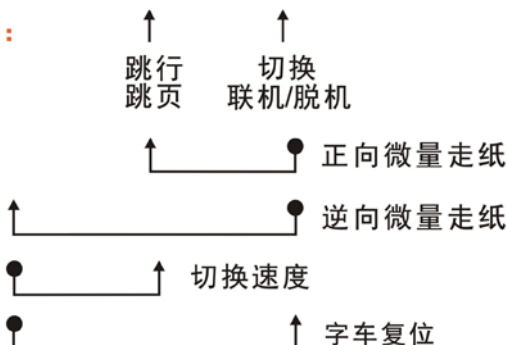 :
跳行 切换
跳页 联机/脱机
正向微量走纸
逆向微量走纸
切换速度
字车复位